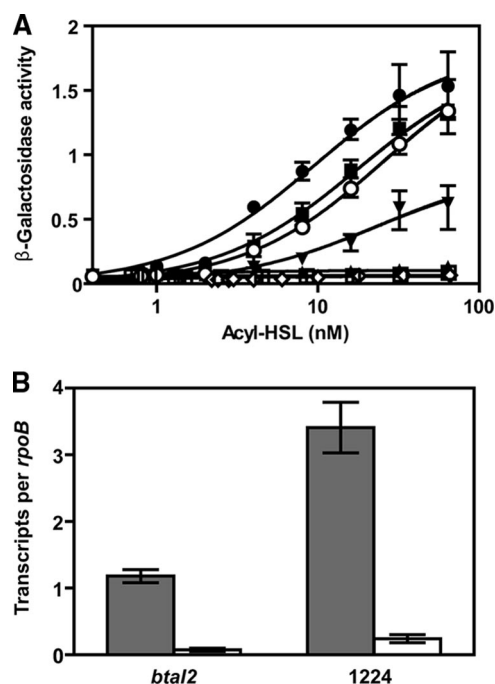 A
2
1.5
1
0.5
0
β-Galactosidase activity
1 10 100
Acyl-HSL (nM)
B
4
3
2
1
0
Transcripts per rpoB
btaI2 1224